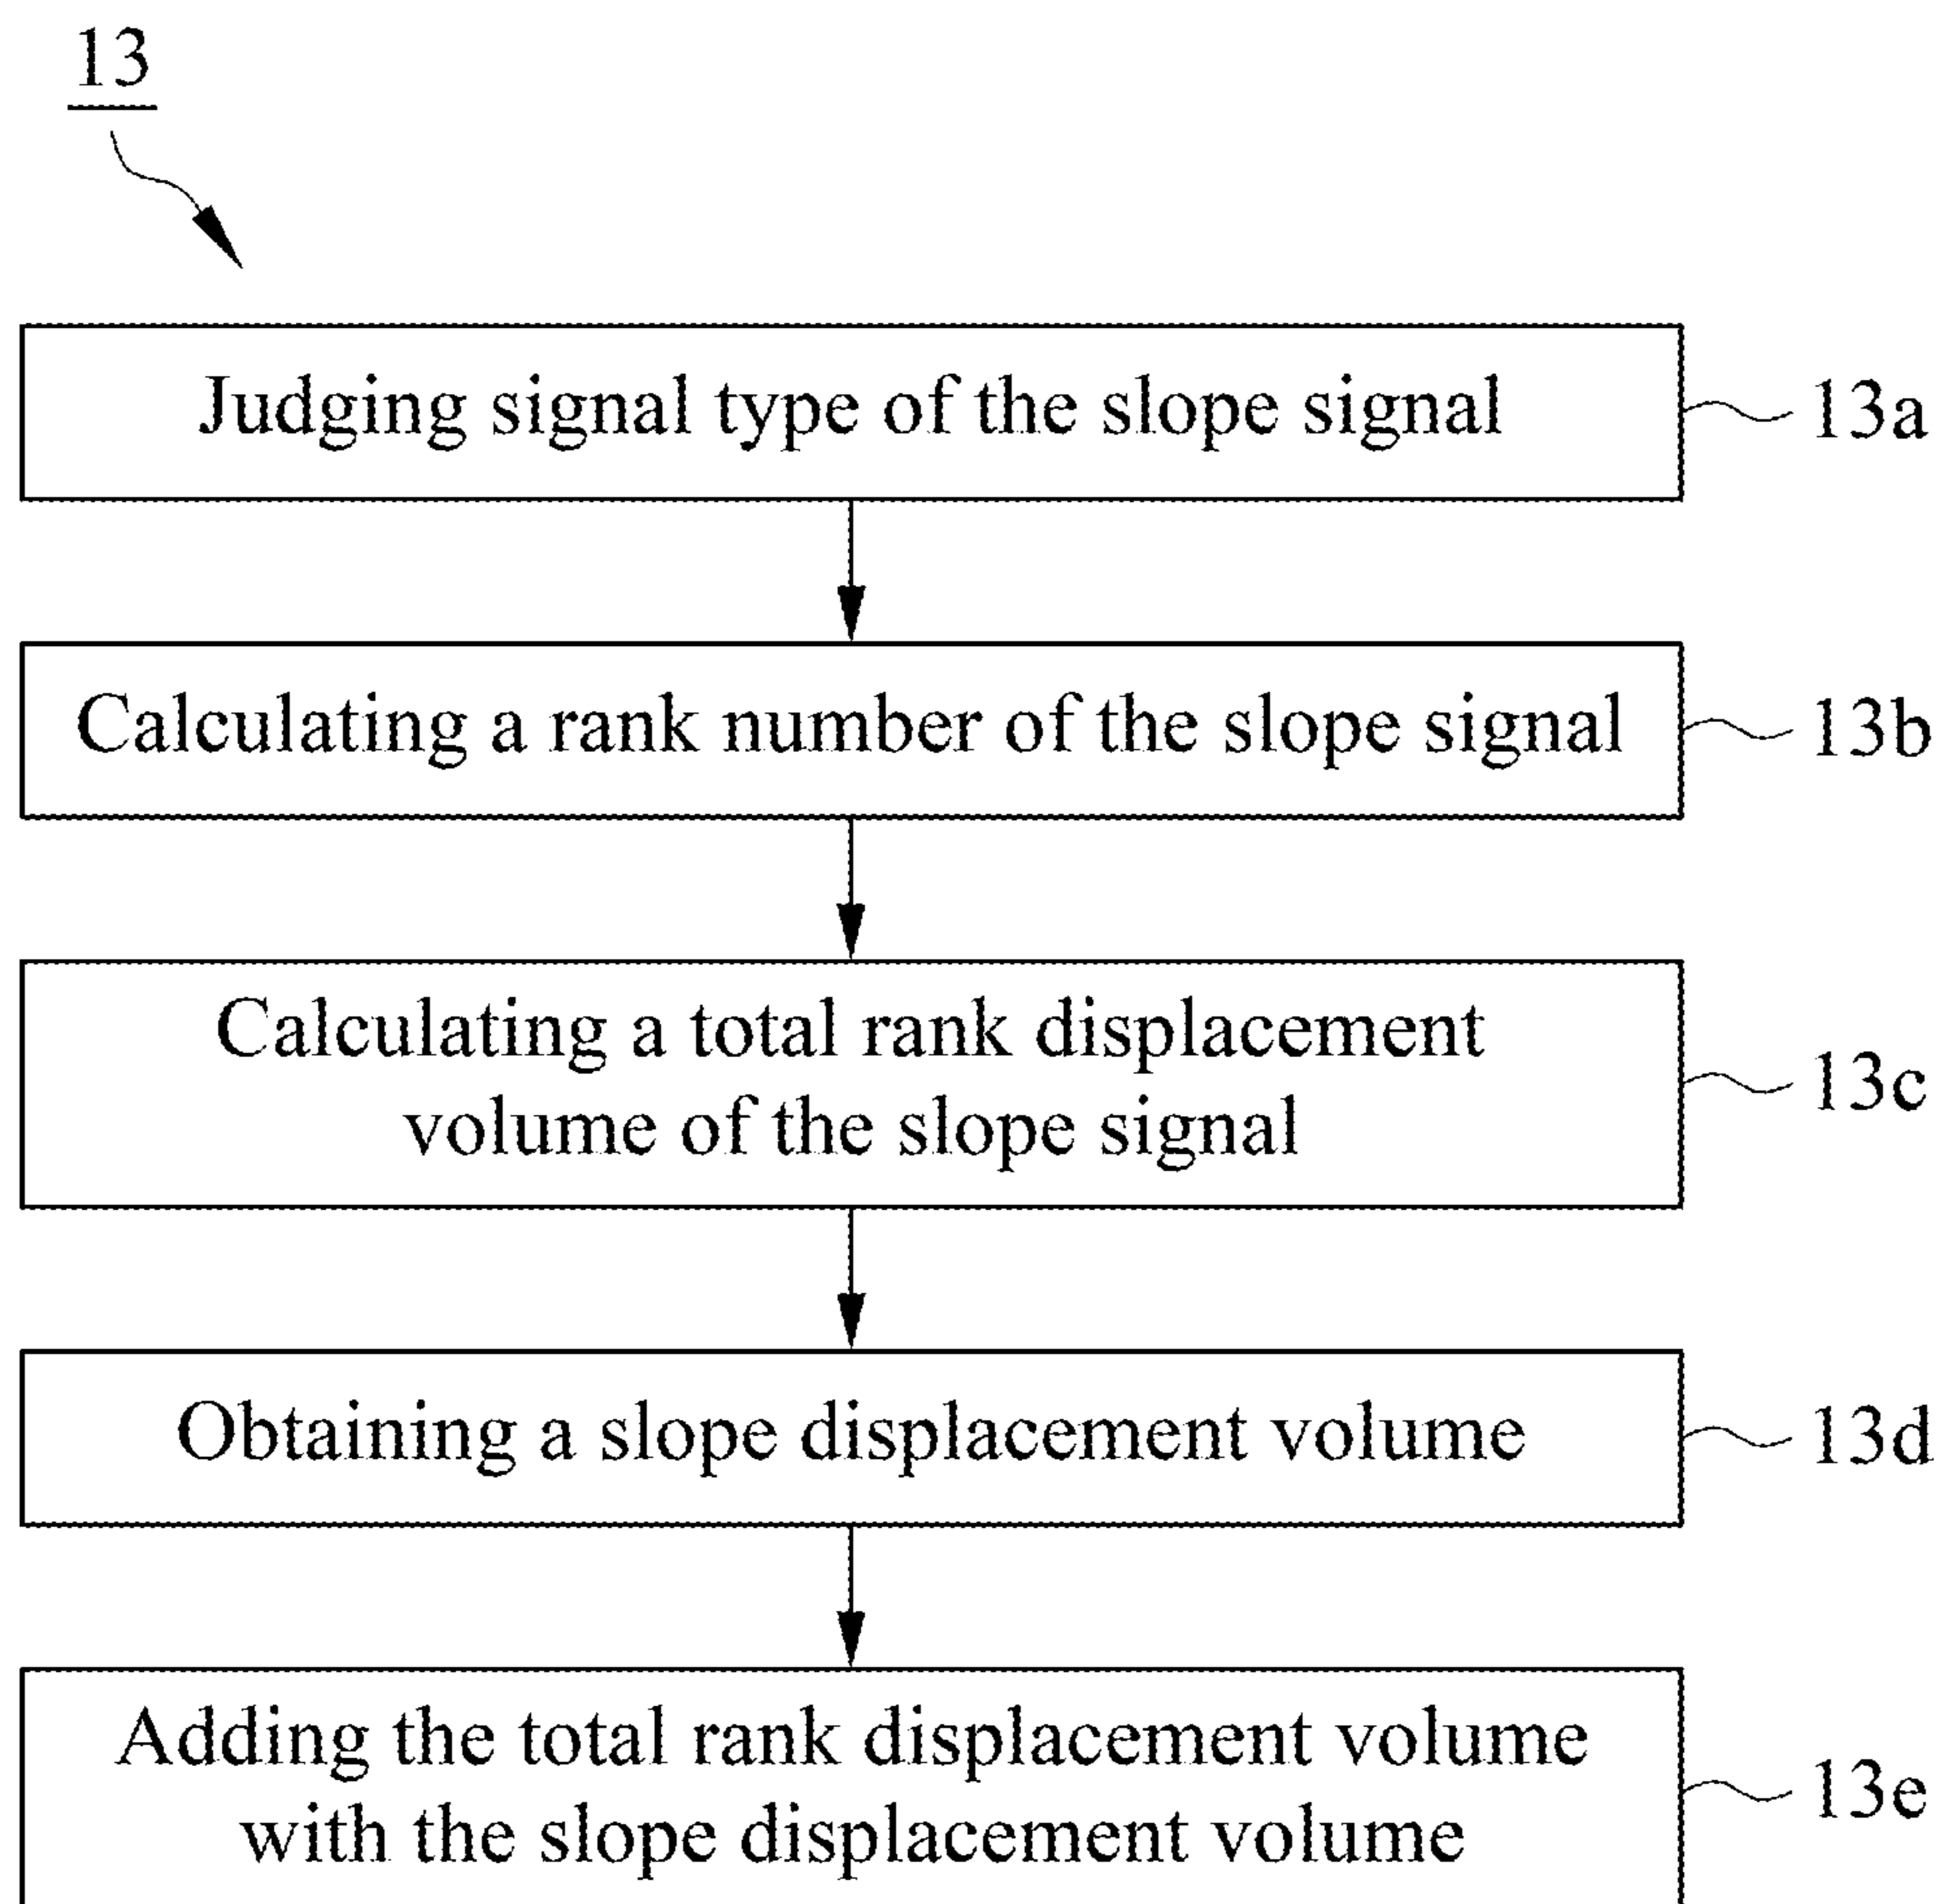 13
Judging signal type of the slope signal
13a
Calculating a rank number of the slope signal
13b
Calculating a total rank displacement
volume of the slope signal
13c
Obtaining a slope displacement volume
13d
Adding the total rank displacement volume
with the slope displacement volume
13e